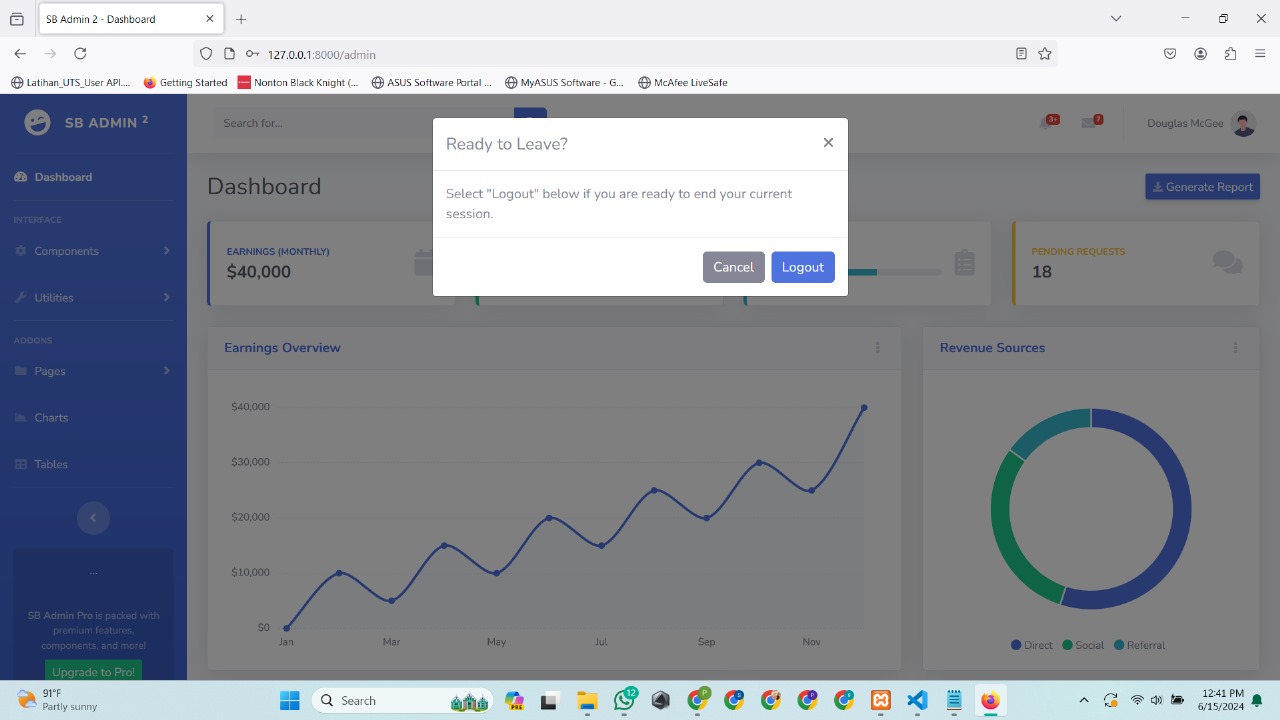 SB Admin 2 - Dashboard
127.0.0.1:8000/admin
Latihan_UTS_User API....
Getting Started
Nonton Black Knight (...
ASUS Software Portal ...
MyASUS Software - G...
McAfee LiveSafe
SB ADMIN 2
Search for...
3+
7
Douglas McGee
Ready to Leave?
Select "Logout" below if you are ready to end your current
session.
Cancel
Logout
Dashboard
INTERFACE
Components
Utilities
ADDONS
Pages
Charts
Tables
...
SB Admin Pro is packed with
premium features,
components, and more!
Upgrade to Pro!
Dashboard
Generate Report
EARNINGS (MONTHLY)
$40,000
PENDING REQUESTS
18
Earnings Overview
$40,000
$30,000
$20,000
$10,000
$0
Jan Mar May Jul Sep Nov
Revenue Sources
Direct Social Referral
91°F
Partly sunny
Search
12
P
S
P
12:41 PM
6/15/2024